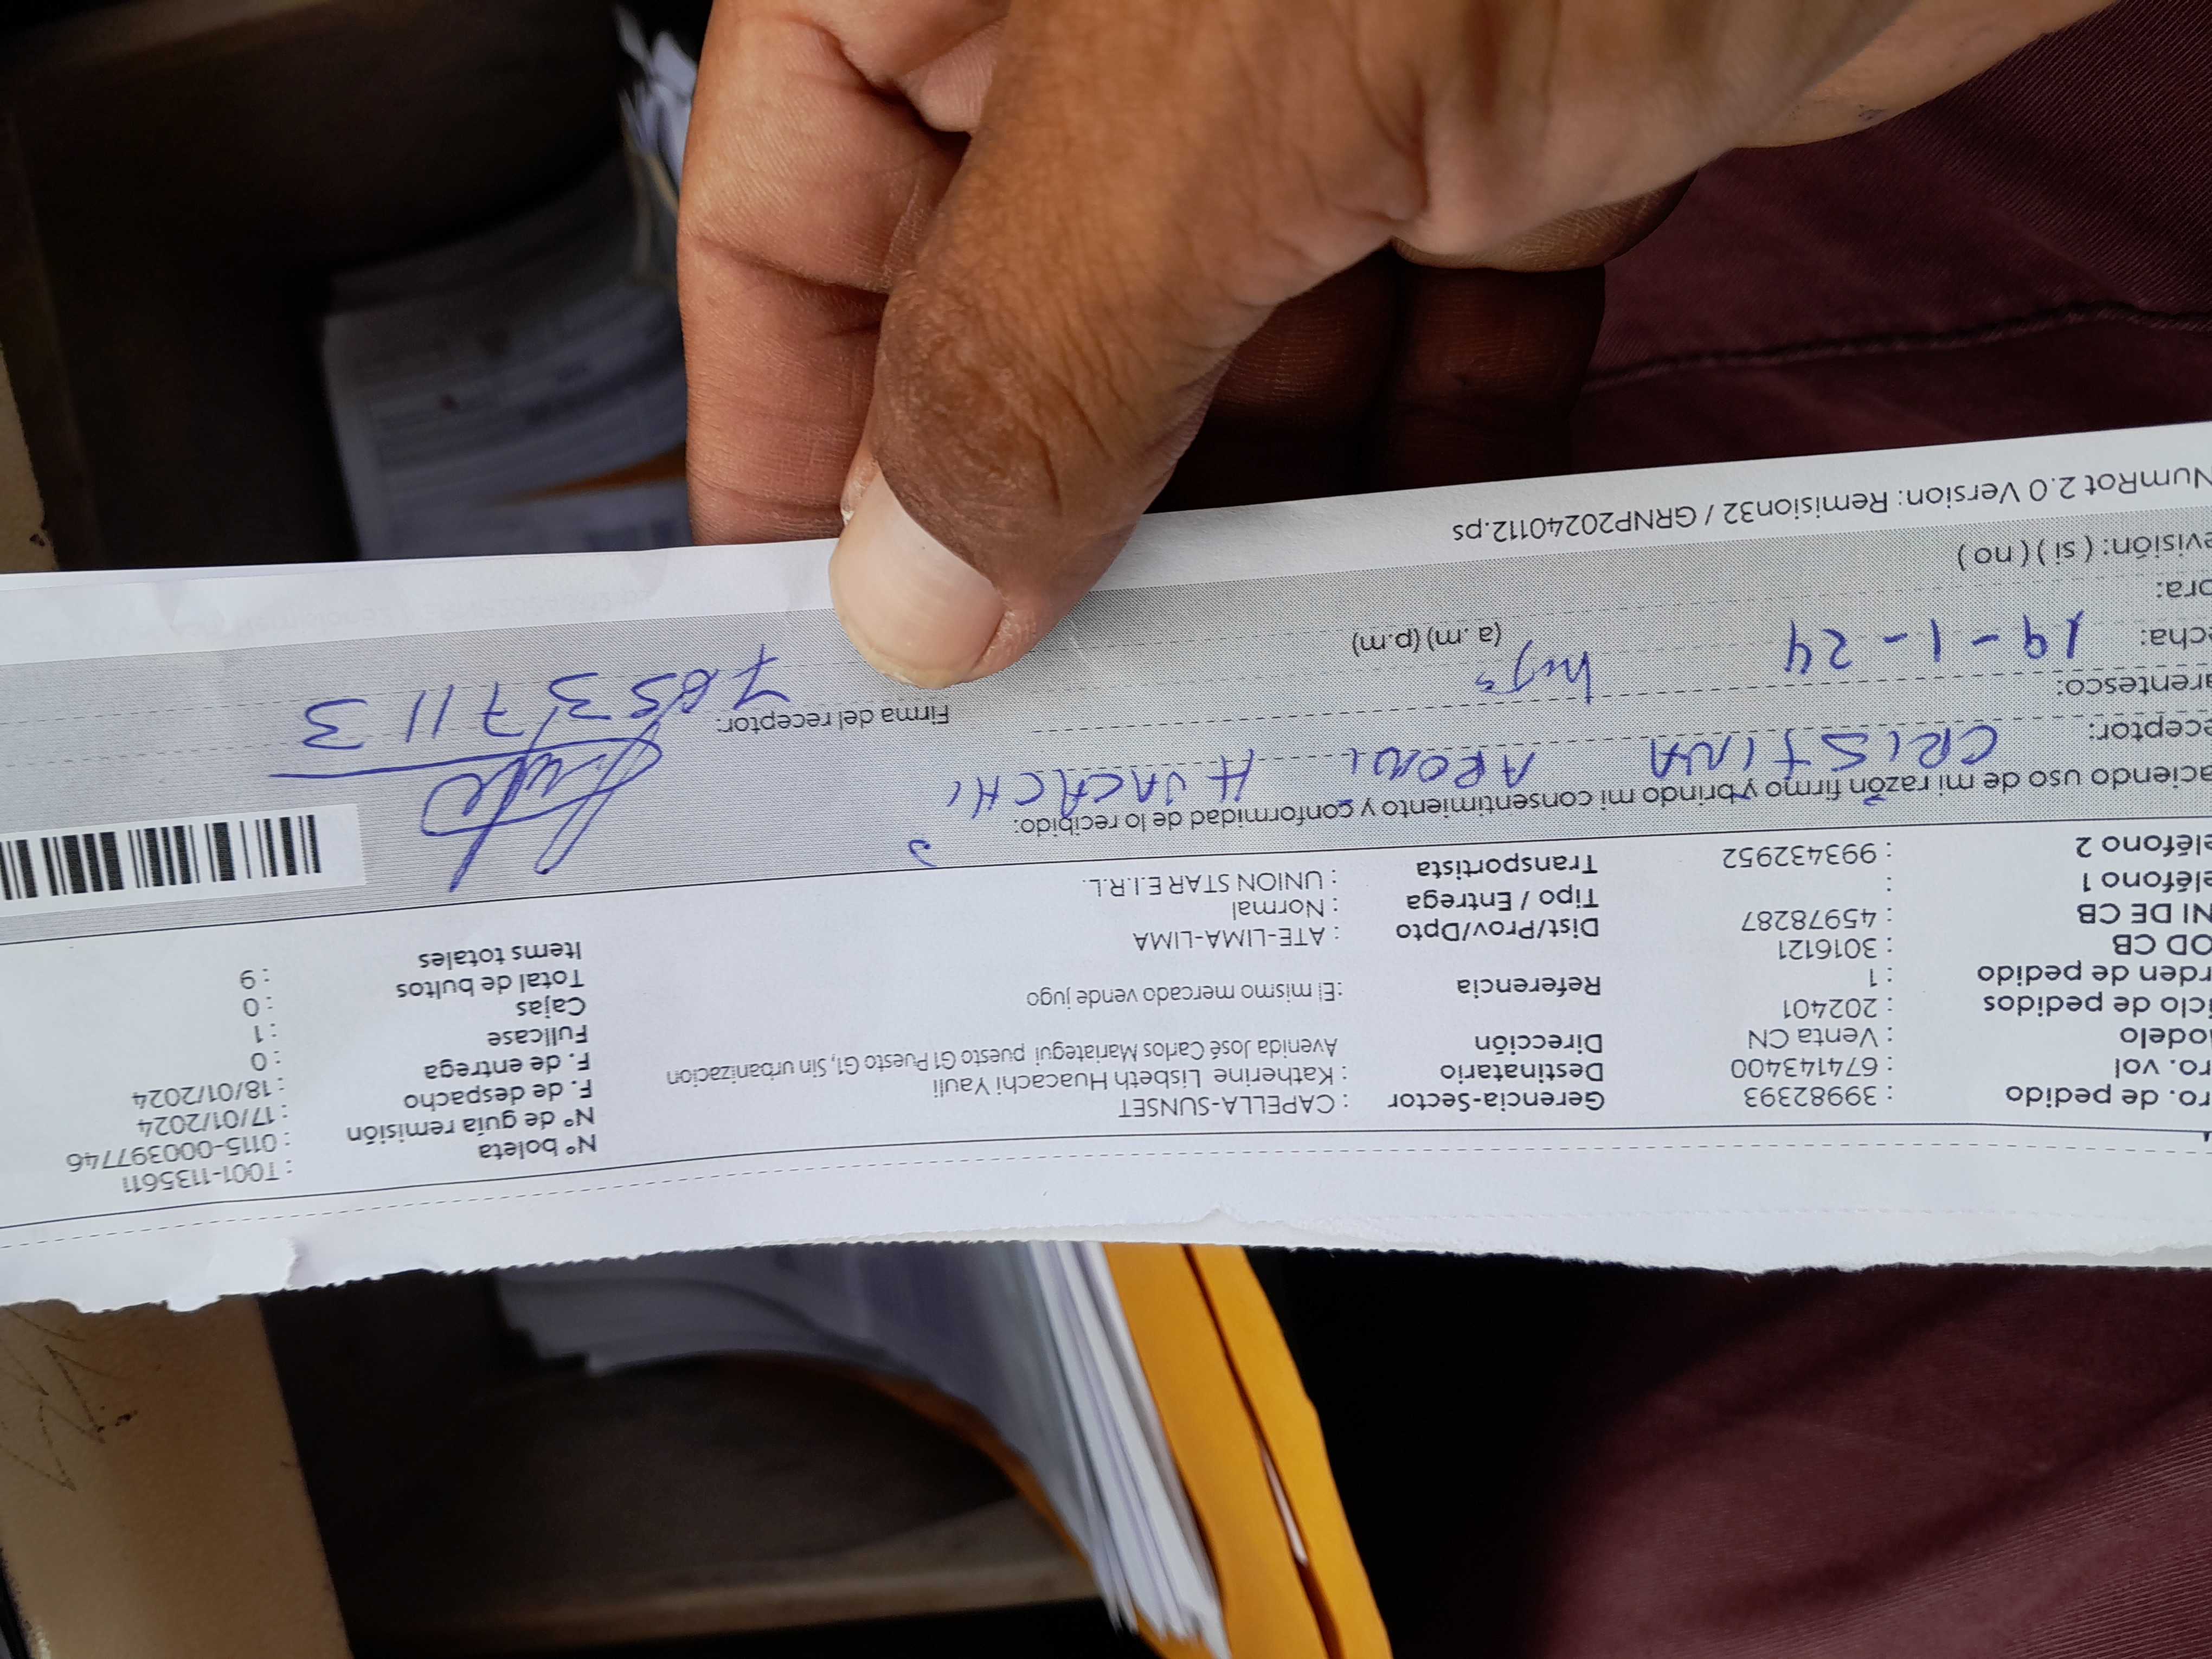 ro. de pedido : 39982393 Gerencia-Sector : CAPELLA-SUNSET Nº boleta : T001-1135611
ro. vol : 674143400 Destinatario : Katherine Lisbeth Huacachi Yauli Nº de guía remisión : 0115-000397746
odelo : Venta CN Dirección Avenida José Carlos Mariategui puesto G1 Puesto G1, Sin urbanizacion F. de despacho : 17/01/2024
iclo de pedidos : 202401 F. de entrega : 18/01/2024
rden de pedido : 1 Referencia :El mismo mercado vende jugo Fullcase : 0
OD CB : 3016121 Cajas : 1
NI DE CB : 45978287 Dist/Prov/Dpto : ATE-LIMA-LIMA Total de bultos : 0
eléfono 1 : Tipo / Entrega : Normal Items totales : 9
eléfono 2 : 993432952 Transportista : UNION STAR E.I.R.L.
aciendo uso de mi razón firmo y brindo mi consentimiento y conformidad de lo recibido:
eceptor: CRISTINA ARONI HUACACHI
arentesco: Firma del receptor: 76537113
echa: 19-1-24
ora: (a.m) (p.m)
evisión: ( si ) ( no )
NumRot 2.0 Version: Remision32 / GRNP20240112.ps